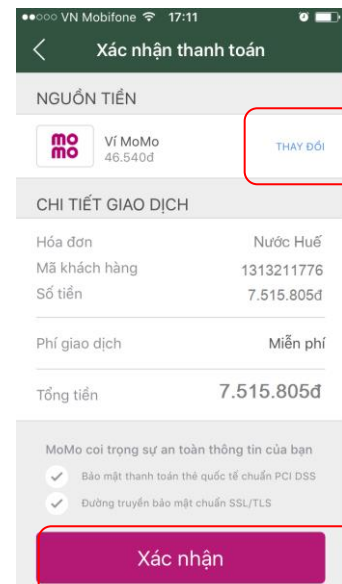 VN Mobifone 17:11
Xác nhận thanh toán
NGUỒN TIỀN
mo
mo
Ví MoMo
46.540đ
THAY ĐỔI
CHI TIẾT GIAO DỊCH
Hóa đơn Nước Huế
Mã khách hàng 1313211776
Số tiền 7.515.805đ
Phí giao dịch Miễn phí
Tổng tiền 7.515.805đ
MoMo coi trọng sự an toàn thông tin của bạn
Bảo mật thanh toán thẻ quốc tế chuẩn PCI DSS
Đường truyền bảo mật chuẩn SSL/TLS
Xác nhận